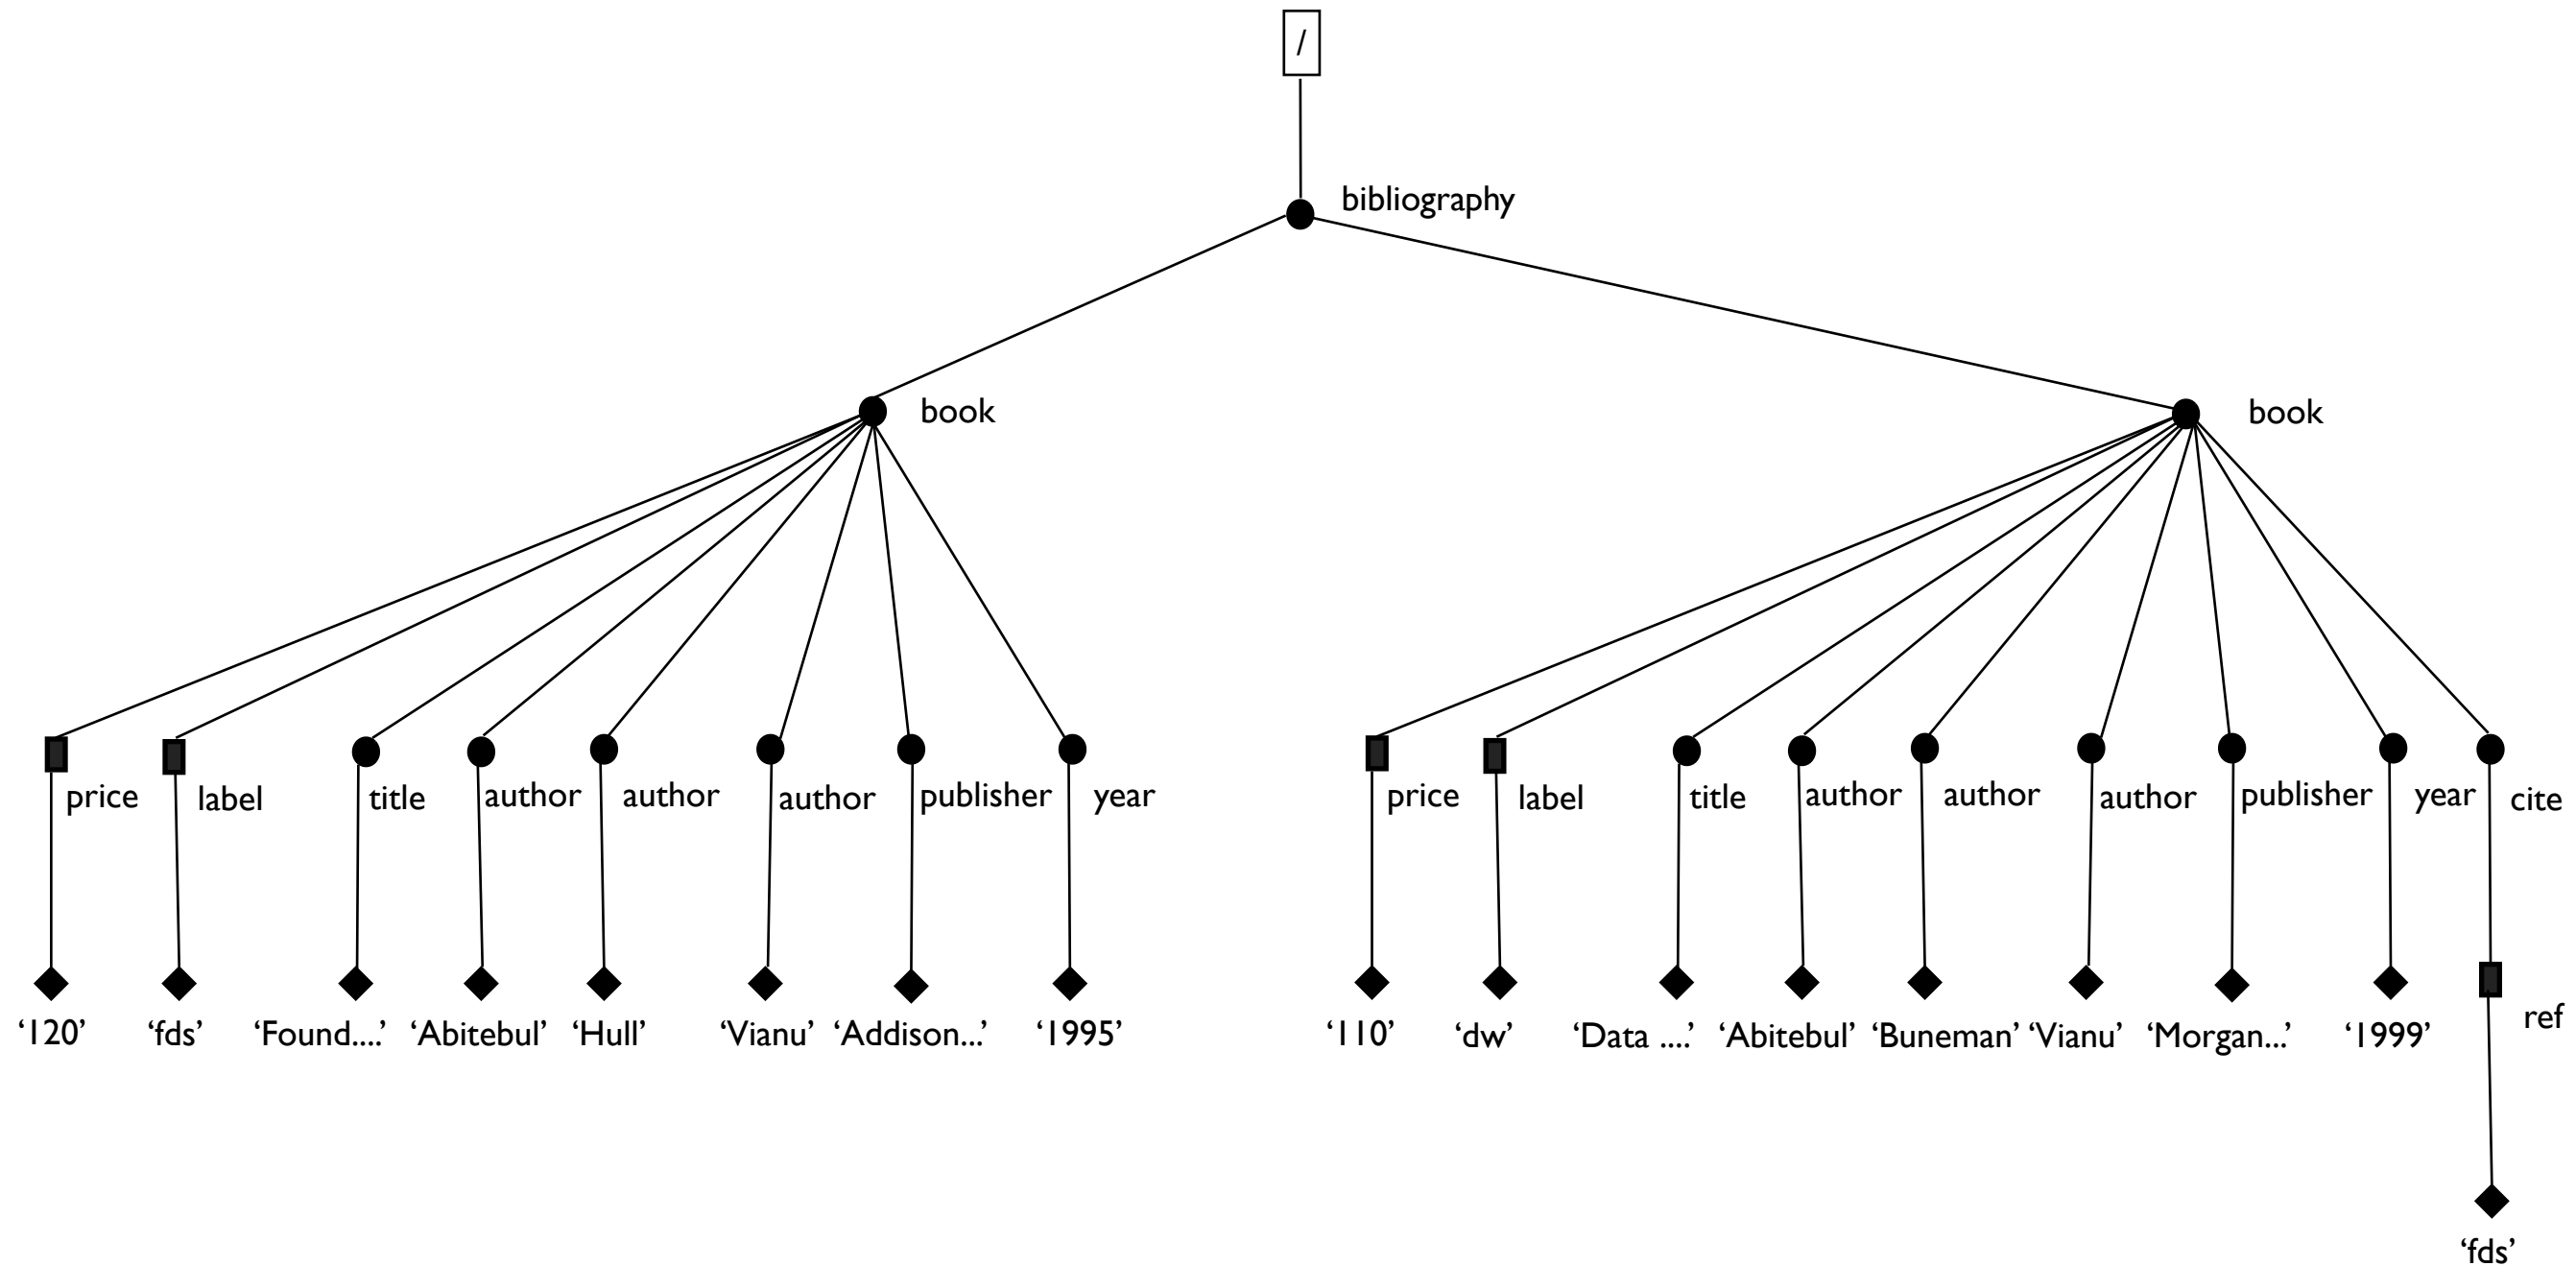 /
bibliography
book book
price label title author author author publisher year price label title author author author publisher year cite
‘120’ ‘fds’ ‘Found....’ ‘Abitebul’ ‘Hull’ ‘Vianu’ ‘Addison...’ ‘1995’ ‘110’ ‘dw’ ‘Data ....’ ‘Abitebul’ ‘Buneman’ ‘Vianu’ ‘Morgan...’ ‘1999’ ref
‘fds’